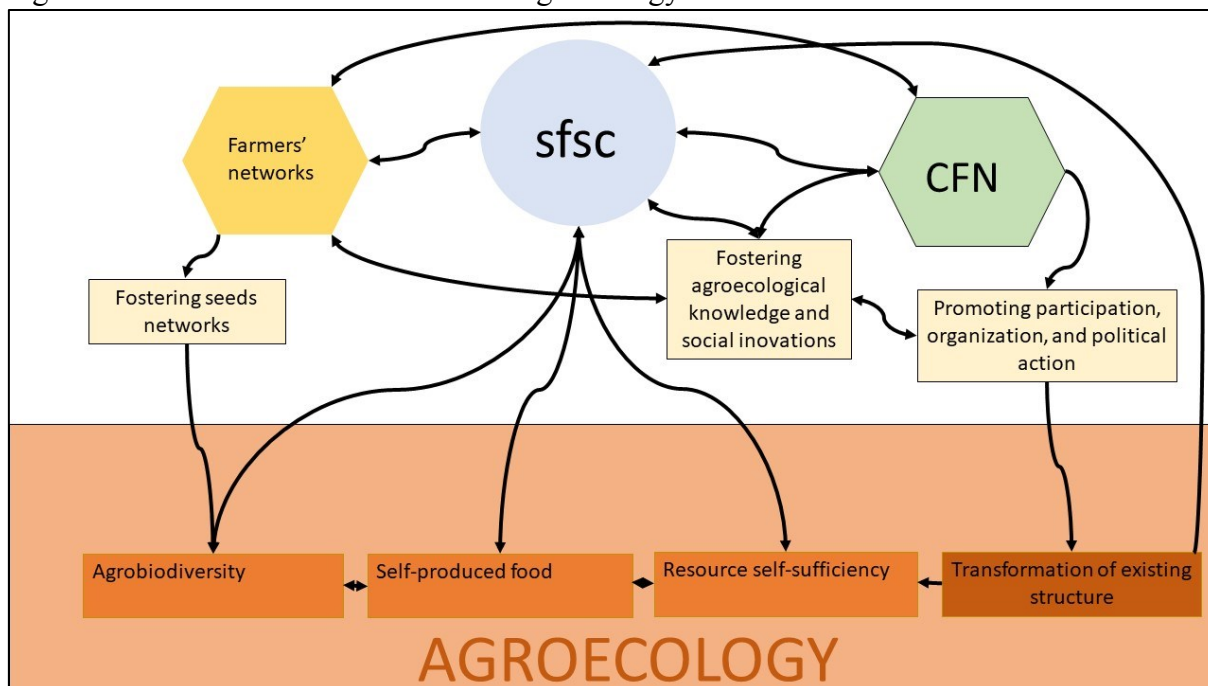 Farmers'
networks
sfsc
CFN
Fostering seeds
networks
Fostering
agroecological
knowledge and
social inovations
Promoting participation,
organization, and political
action
Agrobiodiversity
Self-produced food
Resource self-sufficiency
Transformation of existing
structure
AGROECOLOGY